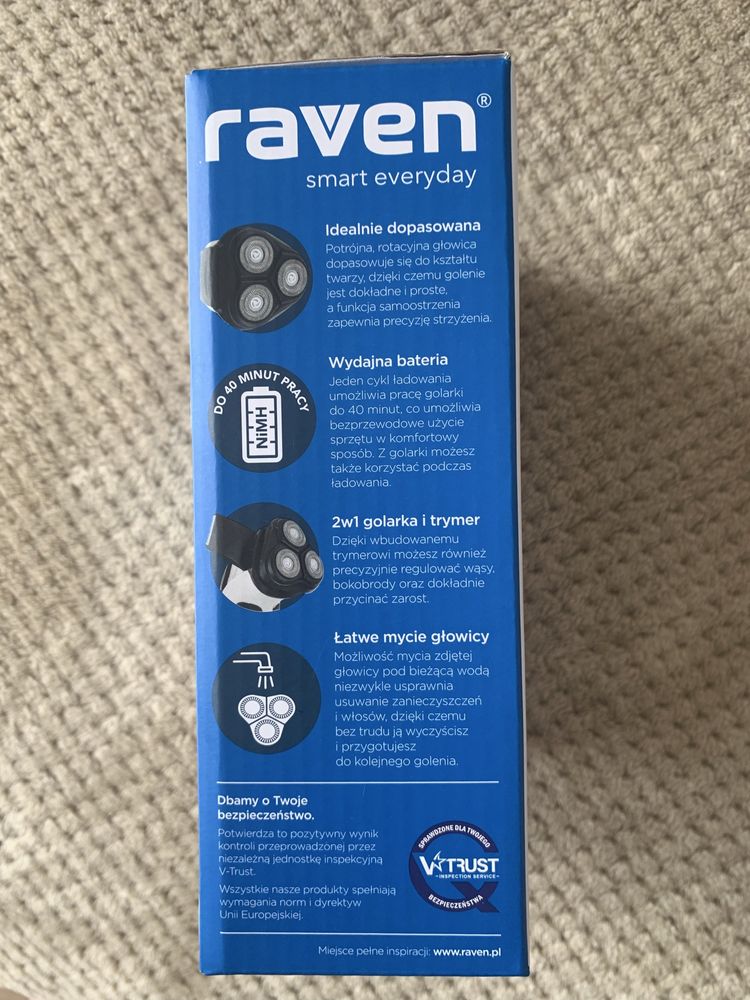 raven®
smart everyday
Idealnie dopasowana
Potrójna, rotacyjna głowica
dopasowuje się do kształtu
twarzy, dzięki czemu golenie
jest dokładne i proste,
a funkcja samoostrzenia
zapewnia precyzję strzyżenia.
DO 40 MINUT PRACY
NiMH
Wydajna bateria
Jeden cykl ładowania
umożliwia pracę golarki
do 40 minut, co umożliwia
bezprzewodowe użycie
sprzętu w komfortowy
sposób. Z golarki możesz
także korzystać podczas
ładowania.
2w1 golarka i trymer
Dzięki wbudowanemu
trymerowi możesz również
precyzyjnie regulować wąsy,
bokobrody oraz dokładnie
przycinać zarost.
Łatwe mycie głowicy
Możliwość mycia zdjętej
głowicy pod bieżącą wodą
niezwykle usprawnia
usuwanie zanieczyszczeń
i włosów, dzięki czemu
bez trudu ją wyczyścisz
i przygotujesz
do kolejnego golenia.
Dbamy o Twoje
bezpieczeństwo.
Potwierdza to pozytywny wynik
kontroli przeprowadzonej przez
niezależną jednostkę inspekcyjną
V-Trust.
Wszystkie nasze produkty spełniają
wymagania norm i dyrektyw
Unii Europejskiej.
SPRAWDZONE DLA TWOJEGO
V-TRUST
-INSPECTION SERVICE-
BEZPIECZEŃSTWA
Miejsce pełne inspiracji: www.raven.pl